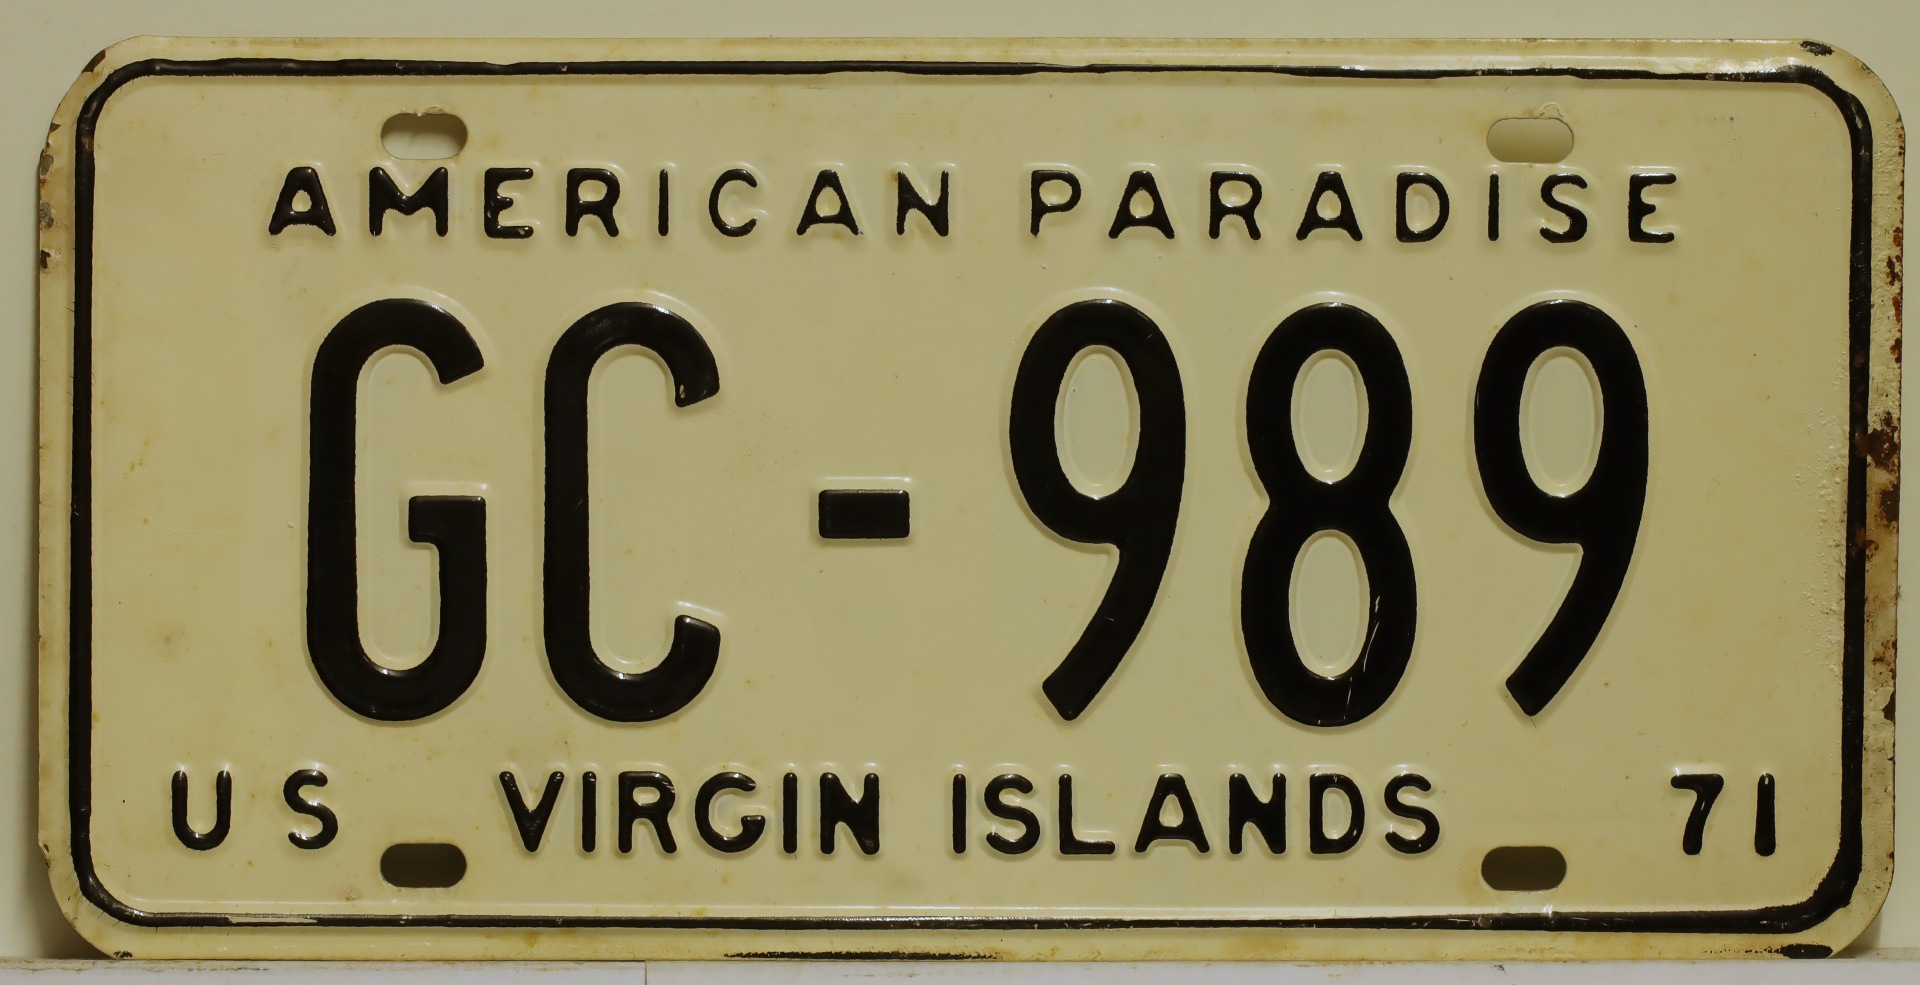 AMERICAN PARADISE
GC-989
US VIRGIN ISLANDS 71